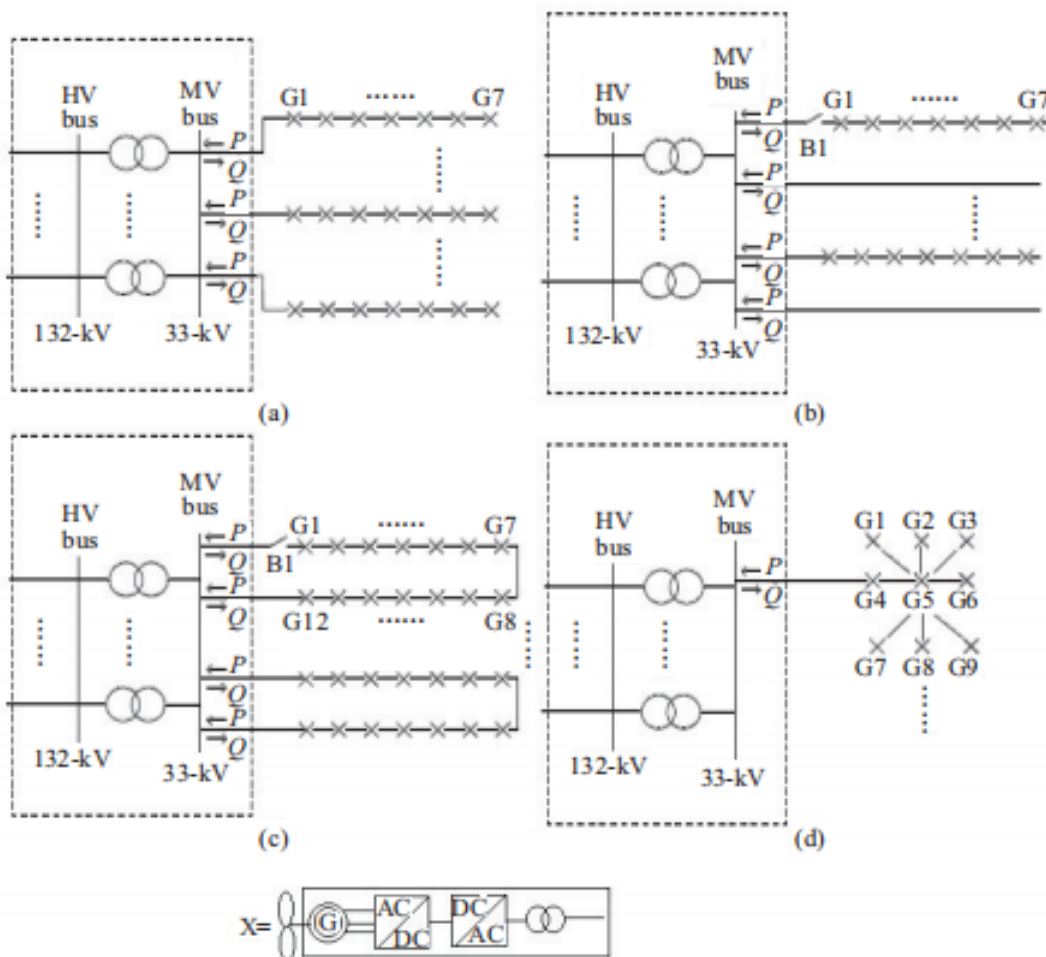 HV
bus
MV
bus
G1
......
G7
P
Q
P
Q
P
Q
132-kV
33-kV
(a)
HV
bus
MV
bus
P
G1
......
G7
Q
B1
P
Q
P
Q
P
Q
132-kV
33-kV
(b)
HV
bus
MV
bus
P
G1
......
G7
Q
B1
P
Q
G12
......
G8
P
Q
P
Q
132-kV
33-kV
(c)
HV
bus
MV
bus
P
Q
G1 G2 G3
G4 G5 G6
G7 G8 G9
132-kV
33-kV
(d)
X=
G
AC
DC
DC
AC